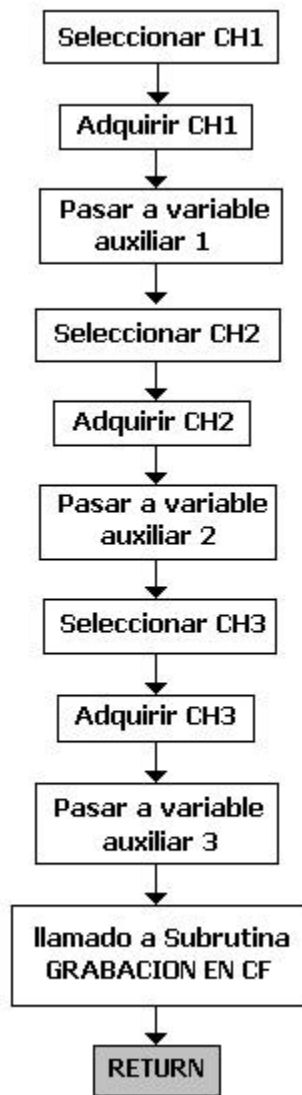 Seleccionar CH1
Adquirir CH1
Pasar a variable
auxiliar 1
Seleccionar CH2
Adquirir CH2
Pasar a variable
auxiliar 2
Seleccionar CH3
Adquirir CH3
Pasar a variable
auxiliar 3
llamado a Subrutina
GRABACION EN CF
RETURN